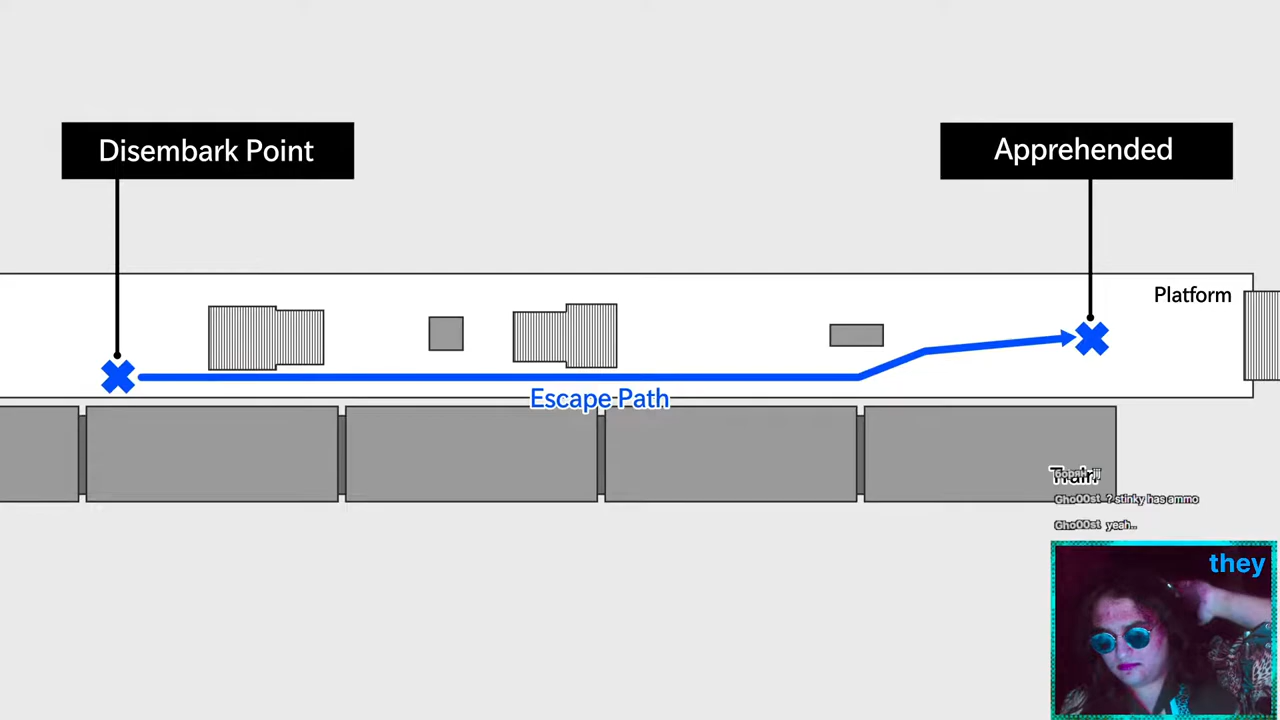 Disembark Point
Apprehended
Platform
Escape Path
Train
Gho00st ? stinky has ammo
Gho00st yeah..
they